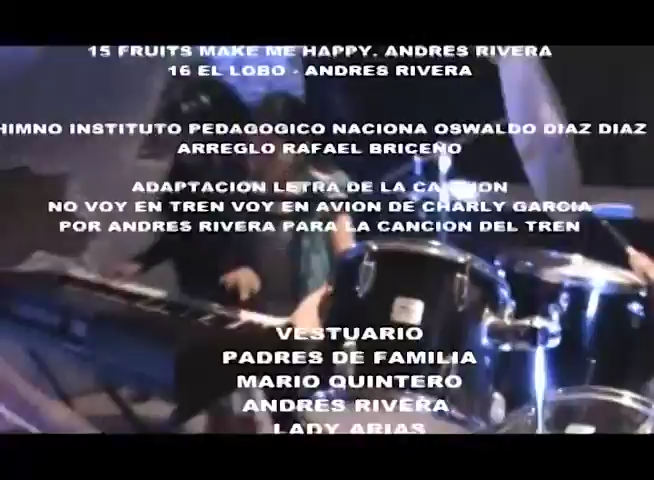 15 FRUITS MAKE ME HAPPY. ANDRES RIVERA
16 EL LOBO - ANDRES RIVERA
HIMNO INSTITUTO PEDAGOGICO NACIONA OSWALDO DIAZ DIAZ
ARREGLO RAFAEL BRICEÑO
ADAPTACION LETRA DE LA CANCION
NO VOY EN TREN VOY EN AVION DE CHARLY GARCIA
POR ANDRES RIVERA PARA LA CANCION DEL TREN
VESTUARIO
PADRES DE FAMILIA
MARIO QUINTERO
ANDRES RIVERA
LADY ARIAS